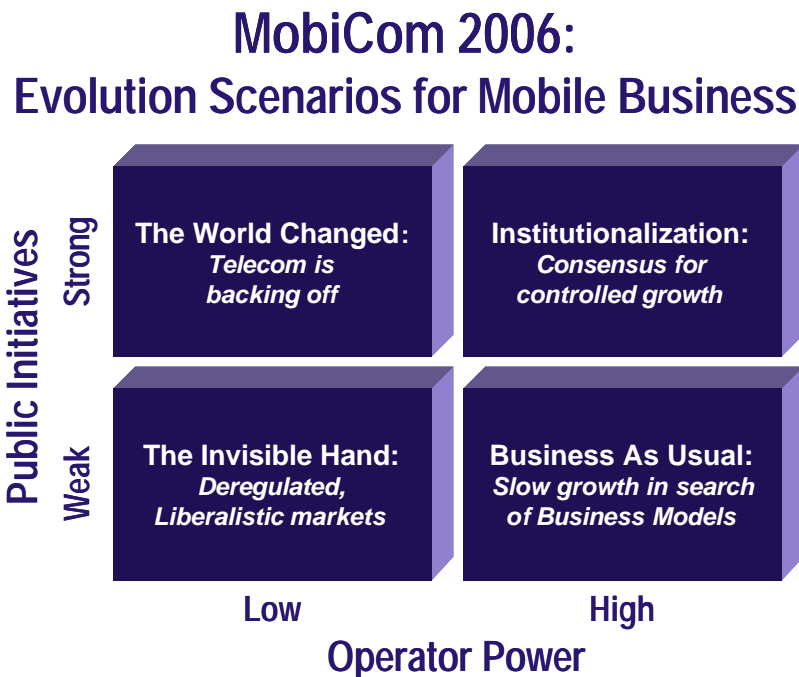 MobiCom 2006:
Evolution Scenarios for Mobile Business
Public Initiatives
Strong
The World Changed:
Telecom is
backing off
Institutionalization:
Consensus for
controlled growth
Weak
The Invisible Hand:
Deregulated,
Liberalistic markets
Business As Usual:
Slow growth in search
of Business Models
Low
High
Operator Power